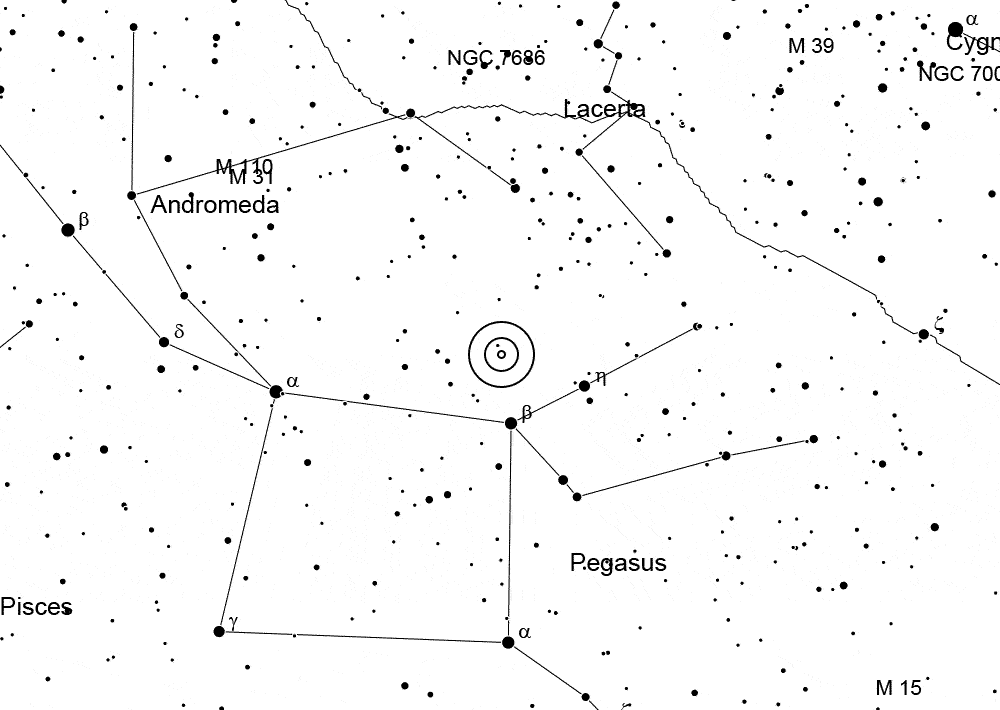 α
Cygn
M 39
NGC 7686
NGC 700
Lacerta
M 110
M 31
Andromeda
β
ζ
δ
α
η
β
Pegasus
Pisces
γ
α
M 15
ζ